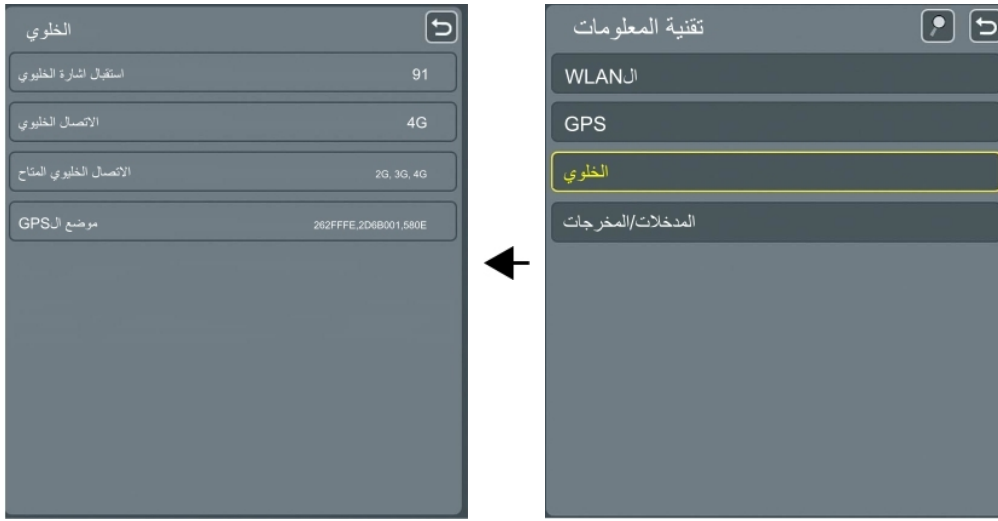 تقنية المعلومات
الWLAN
GPS
الخلوي
المدخلات/المخرجات
الخلوي
استقبال اشارة الخليوي 91
الاتصال الخليوي 4G
الاتصال الخليوي المتاح 2G, 3G, 4G
موضع الGPS 262FFFE,2D6B001,580E